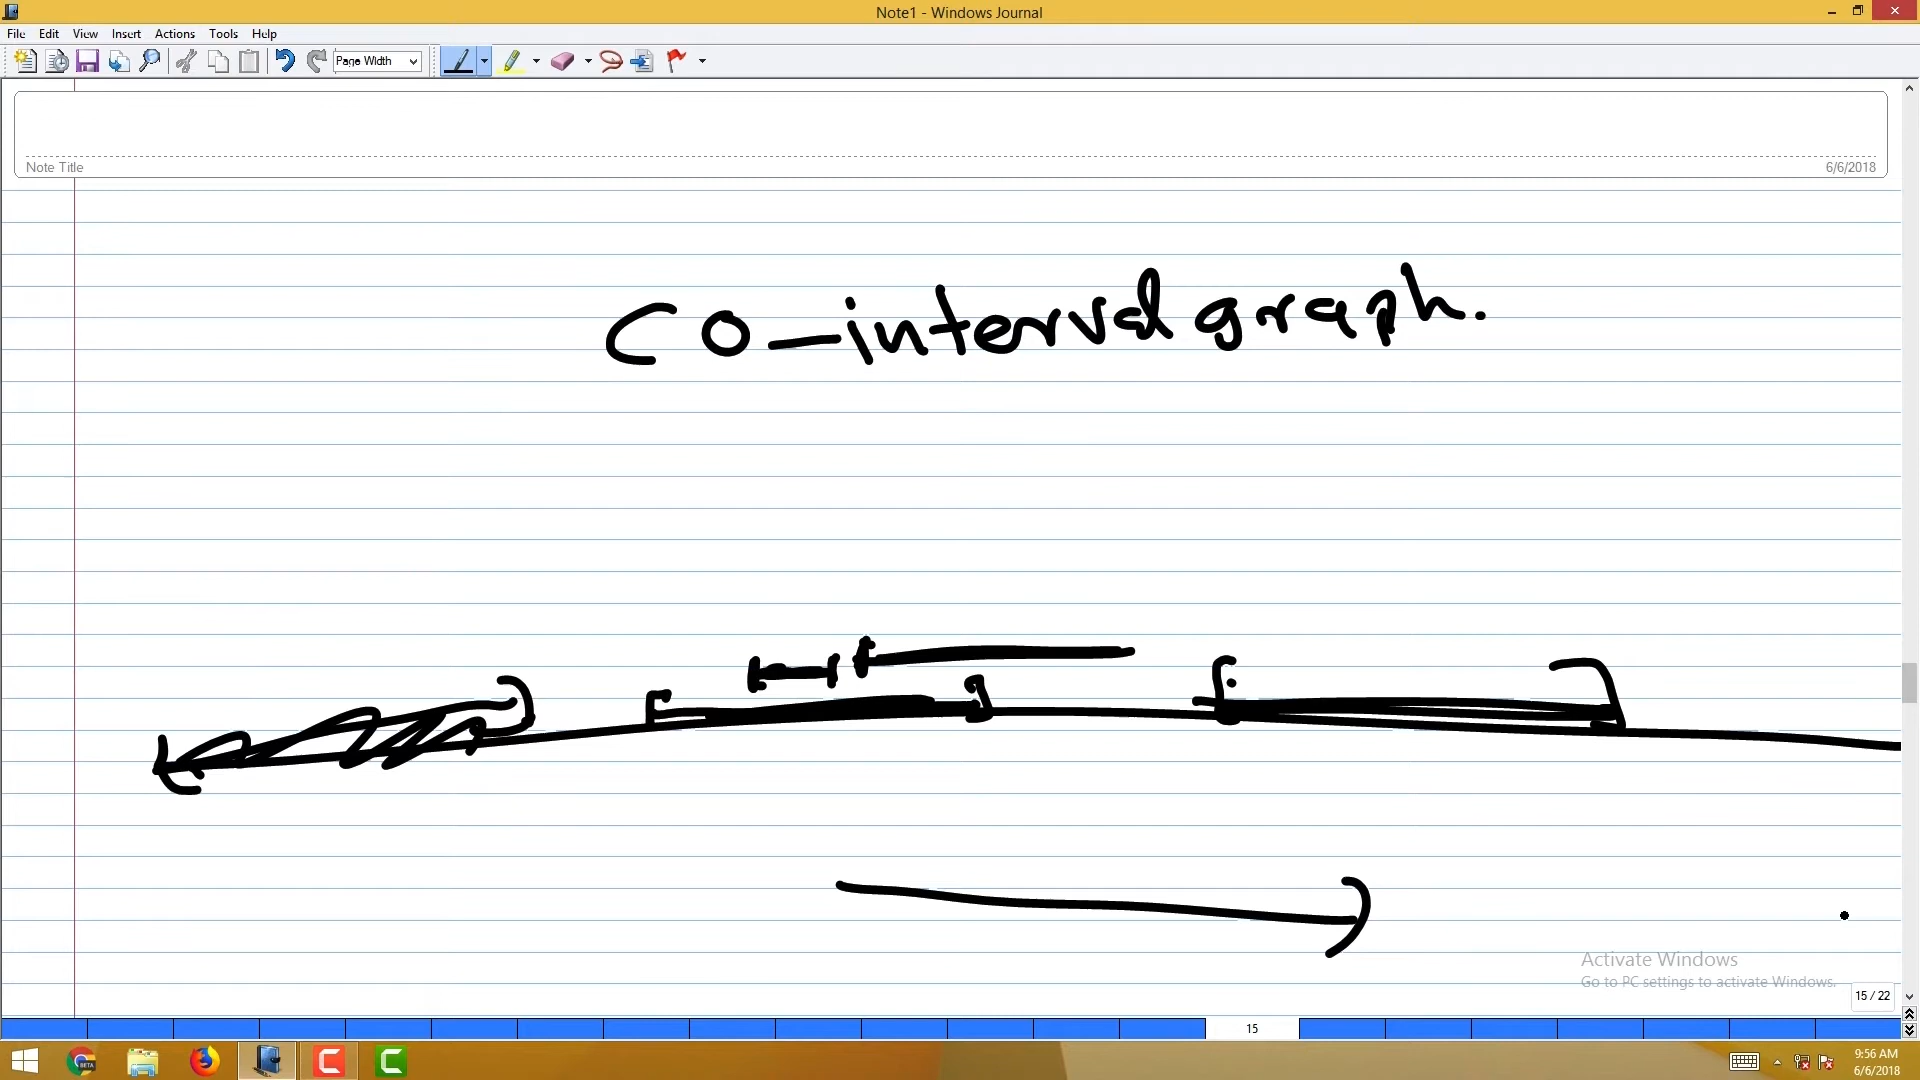 Note1 - Windows Journal
File Edit View Insert Actions Tools Help
Page Width
Note Title
6/6/2018
CO-interval graph.
Activate Windows
Go to PC settings to activate Windows.
15 / 22
15
BETA
9:56 AM
6/6/2018